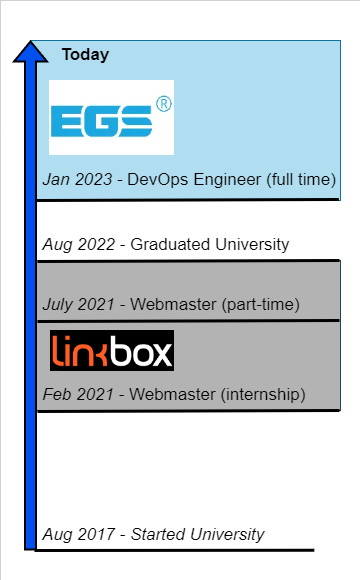 Today
EGS®
Jan 2023 - DevOps Engineer (full time)
Aug 2022 - Graduated University
July 2021 - Webmaster (part-time)
linkbox
Feb 2021 - Webmaster (internship)
Aug 2017 - Started University